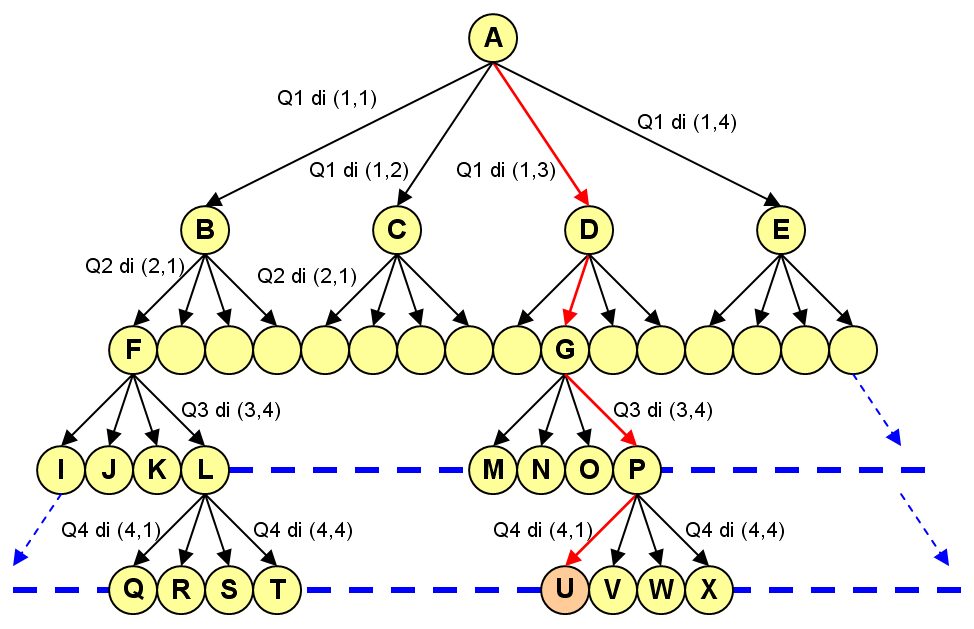 A
Q1 di (1,1)
Q1 di (1,4)
Q1 di (1,2)
Q1 di (1,3)
B
C
D
E
Q2 di (2,1)
Q2 di (2,1)
F
G
Q3 di (3,4)
Q3 di (3,4)
I
J
K
L
M
N
O
P
Q4 di (4,1)
Q4 di (4,4)
Q4 di (4,1)
Q4 di (4,4)
Q
R
S
T
U
V
W
X